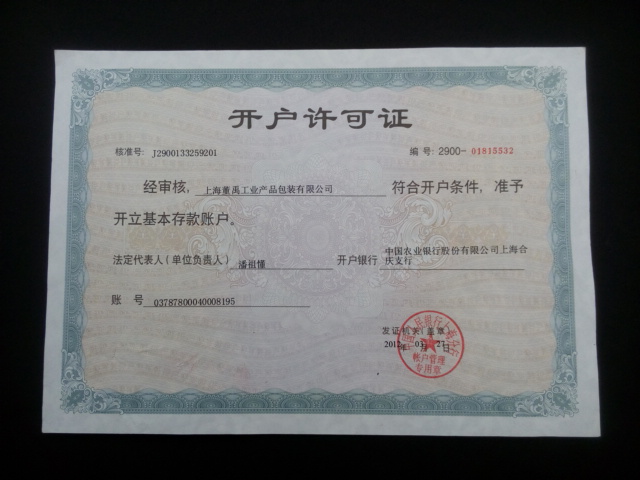 开户许可证
核准号: J2900133259201 编号: 2900-01815532
经审核, 上海董禹工业产品包装有限公司 符合开户条件, 准予
开立基本存款账户。
法定代表人(单位负责人) 潘祖懂 开户银行 中国农业银行股份有限公司上海合庆支行
账 号 03787800040008195
发证机关(盖章)
2012年 月27日
帐户管理
专用章